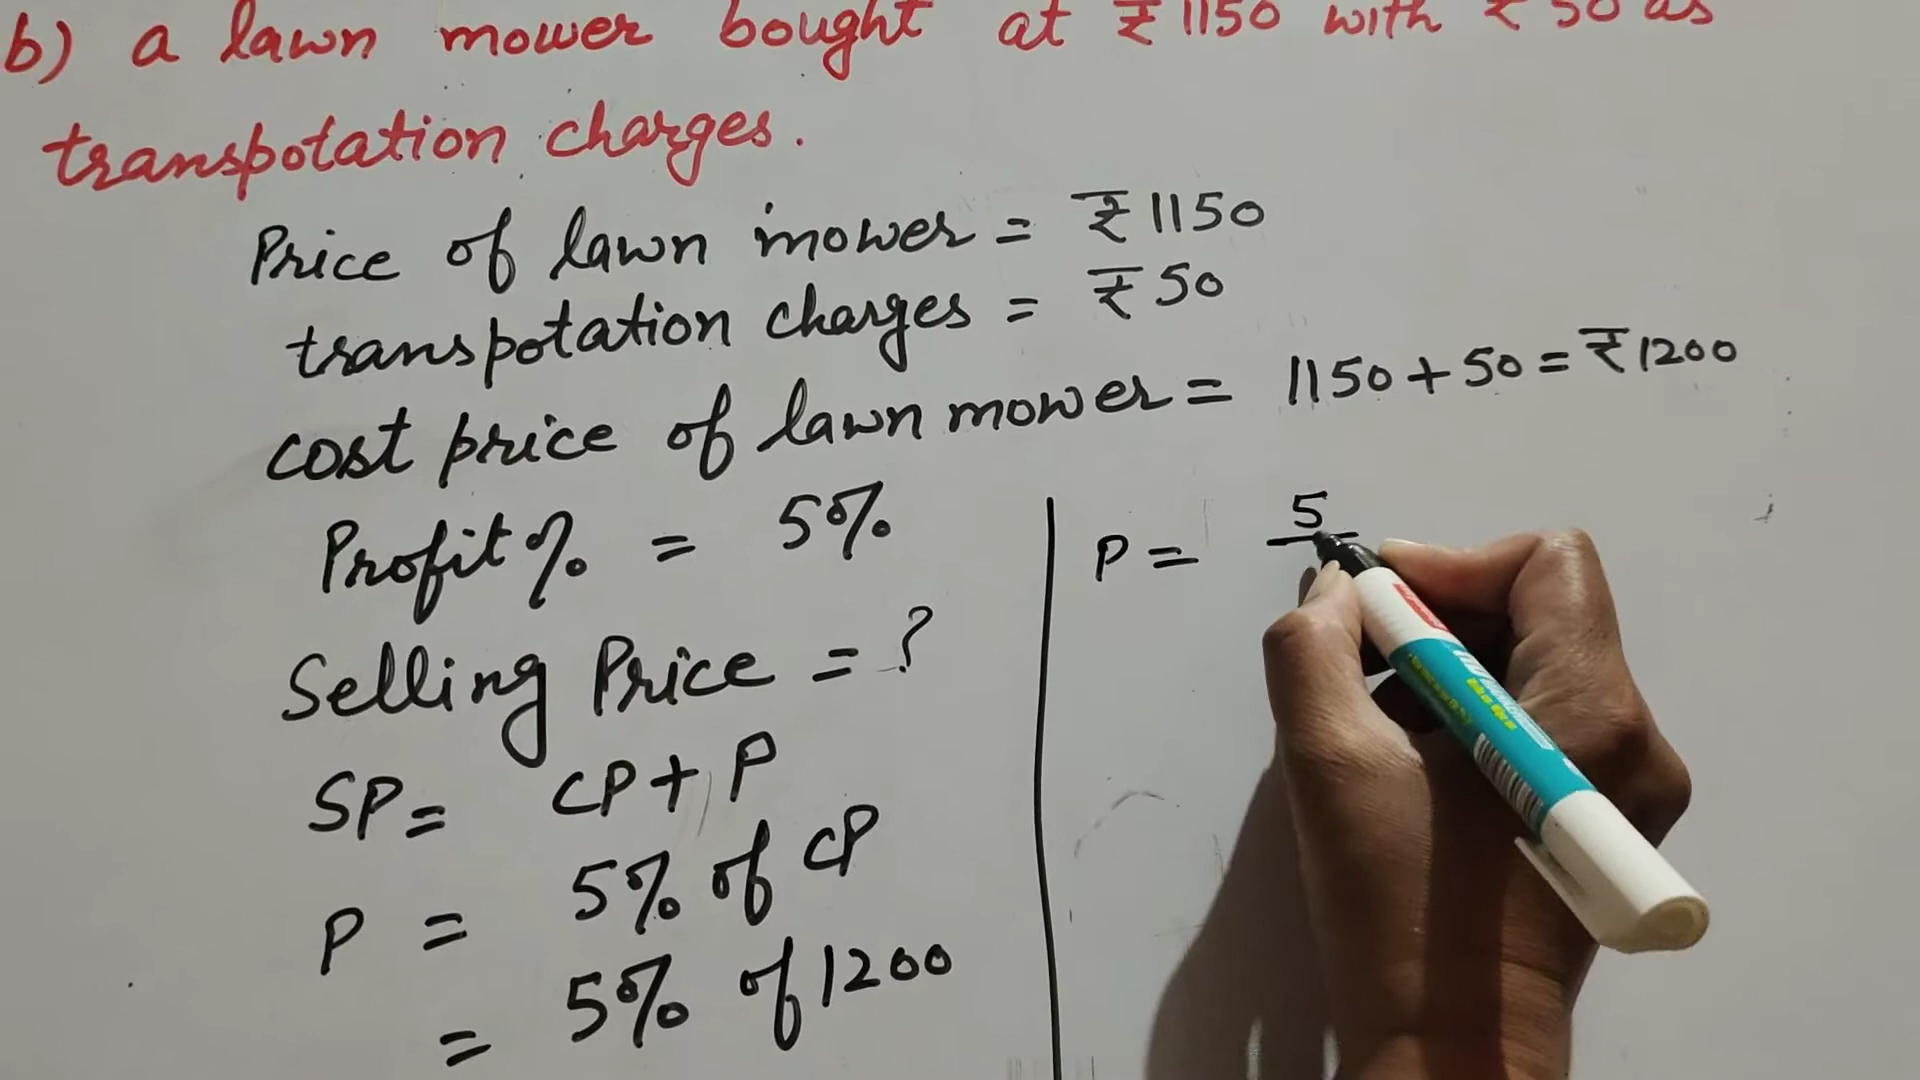 b) a lawn mower bought at ₹1150 with ₹50 as
transpotation charges.
Price of lawn mower = ₹1150
transpotation charges = ₹50
cost price of lawn mower = 1150+50=₹1200
Profit% = 5%
Selling Price = ?
SP= CP+P
P = 5% of CP
= 5% of 1200
P = 5